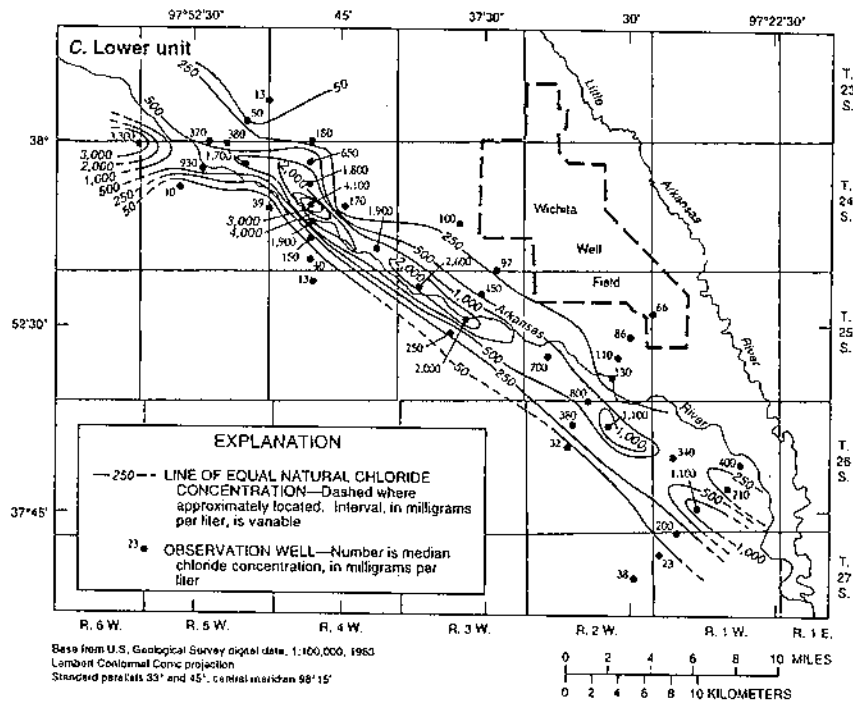 97°52'30"
45'
37'30"
30'
97°22'30"
C. Lower unit
T. 23 S.
38°
T. 24 S.
52'30"
T. 25 S.
T. 26 S.
37°45'
T. 27 S.
250
50
13
50
500
370
380
180
650
3,000
2,000
1,000
500
250
50
930
1,700
10
39
2,000
1,800
4,100
170
3,000
4,000
1,900
150
13
1,900
100
500
250
97
2,000
2,600
1,000
450
Arkansas
250
2,000
500
250
50
700
110
130
86
66
800
380
32
1,100
1,000
River
340
400
250
210
1,100
500
200
1,000
23
38
Little
Arkansas
River
Wichita
Well
Field
EXPLANATION
250 LINE OF EQUAL NATURAL CHLORIDE
CONCENTRATION—Dashed where
approximately located. Interval, in milligrams
per liter, is variable
23 OBSERVATION WELL—Number is median
chloride concentration, in milligrams per
liter
R. 6 W.
R. 5 W.
R. 4 W.
R. 3 W.
R. 2 W.
R. 1 W.
R. 1 E.
Base from U.S. Geological Survey digital data, 1:100,000, 1983
Lambert Conformal Conic projection
Standard parallels 33° and 45°, central meridian 98°15'
0 2 4 6 8 10 MILES
0 2 4 6 8 10 KILOMETERS